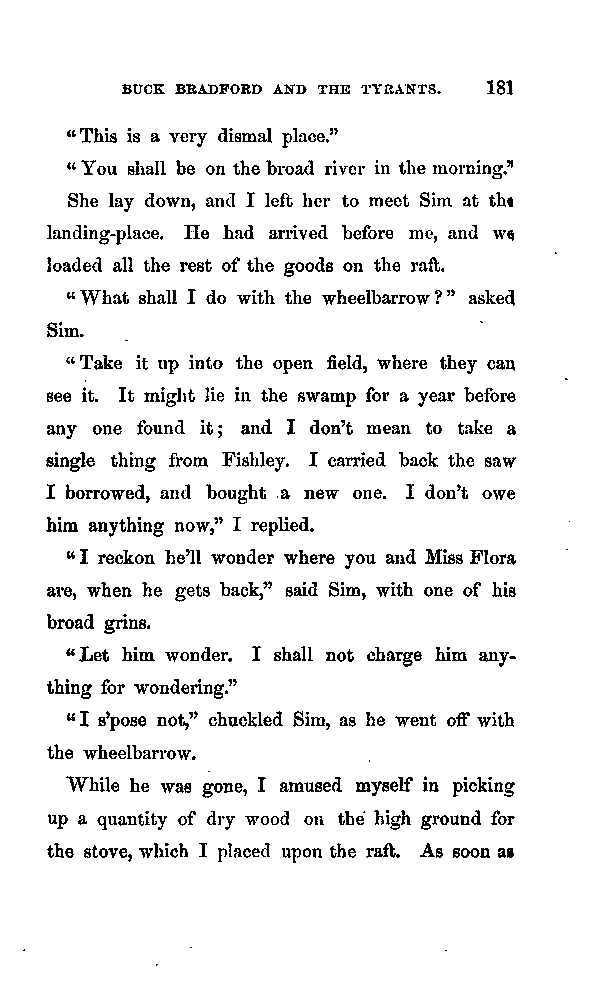 BUCK BRADFORD AND THE TYRANTS. 181
"This is a very dismal place."
"You shall be on the broad river in the morning."
She lay down, and I left her to meet Sim at the
landing-place. He had arrived before me, and we
loaded all the rest of the goods on the raft.
"What shall I do with the wheelbarrow?" asked
Sim.
"Take it up into the open field, where they can
see it. It might lie in the swamp for a year before
any one found it; and I don't mean to take a
single thing from Fishley. I carried back the saw
I borrowed, and bought a new one. I don't owe
him anything now," I replied.
"I reckon he'll wonder where you and Miss Flora
are, when he gets back," said Sim, with one of his
broad grins.
"Let him wonder. I shall not charge him any-
thing for wondering."
"I s'pose not," chuckled Sim, as he went off with
the wheelbarrow.
While he was gone, I amused myself in picking
up a quantity of dry wood on the high ground for
the stove, which I placed upon the raft. As soon as